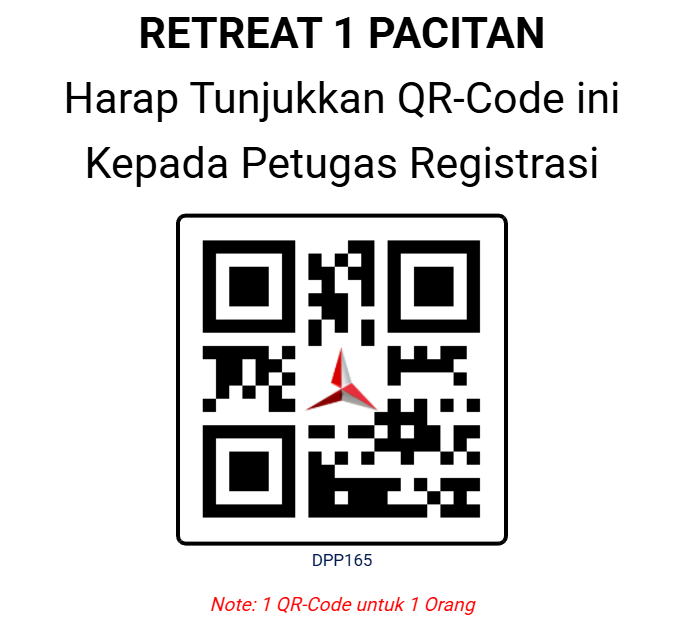 RETREAT 1 PACITAN
Harap Tunjukkan QR-Code ini
Kepada Petugas Registrasi
DPP165
Note: 1 QR-Code untuk 1 Orang